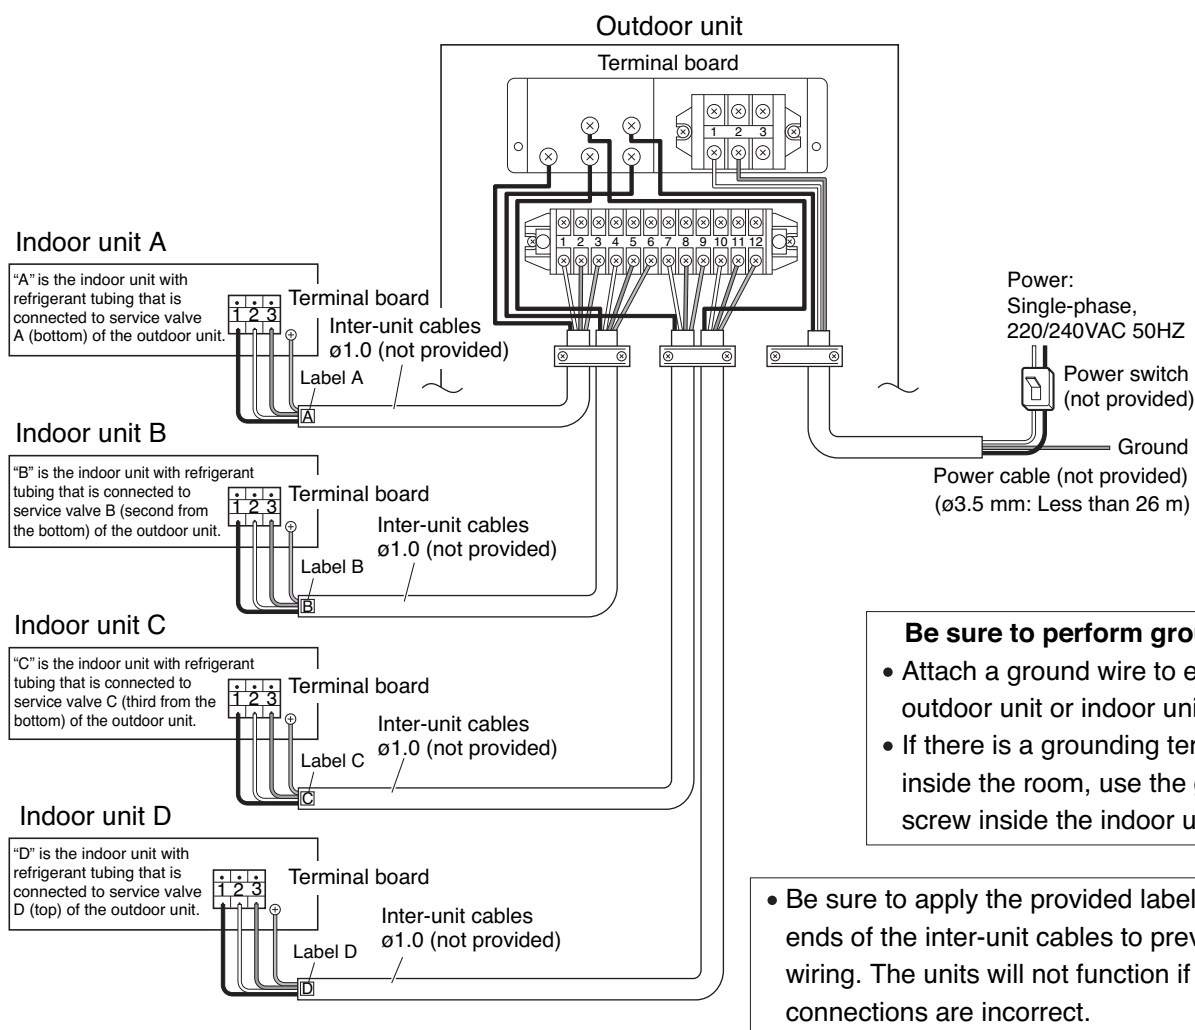 Outdoor unit
Terminal board
1 2 3
1 2 3 4 5 6 7 8 9 10 11 12
Indoor unit A
“A” is the indoor unit with
refrigerant tubing that is
connected to service valve
A (bottom) of the outdoor unit.
1 2 3
Terminal board
Inter-unit cables
ø1.0 (not provided)
Label A
A
Power:
Single-phase,
220/240VAC 50HZ
Power switch
(not provided)
Ground
Power cable (not provided)
(ø3.5 mm: Less than 26 m)
Indoor unit B
“B” is the indoor unit with refrigerant
tubing that is connected to
service valve B (second from
the bottom) of the outdoor unit.
1 2 3
Terminal board
Inter-unit cables
ø1.0 (not provided)
Label B
B
Indoor unit C
“C” is the indoor unit with refrigerant
tubing that is connected to
service valve C (third from the
bottom) of the outdoor unit.
1 2 3
Terminal board
Inter-unit cables
ø1.0 (not provided)
Label C
C
Indoor unit D
“D” is the indoor unit with
refrigerant tubing that is
connected to service valve
D (top) of the outdoor unit.
1 2 3
Terminal board
Inter-unit cables
ø1.0 (not provided)
Label D
D
Be sure to perform
• Attach a ground wire to
outdoor unit or indoor
• If there is a grounding
inside the room, use the
screw inside the indoor
• Be sure to apply the provided
ends of the inter-unit cables to
wiring. The units will not function if
connections are incorrect.